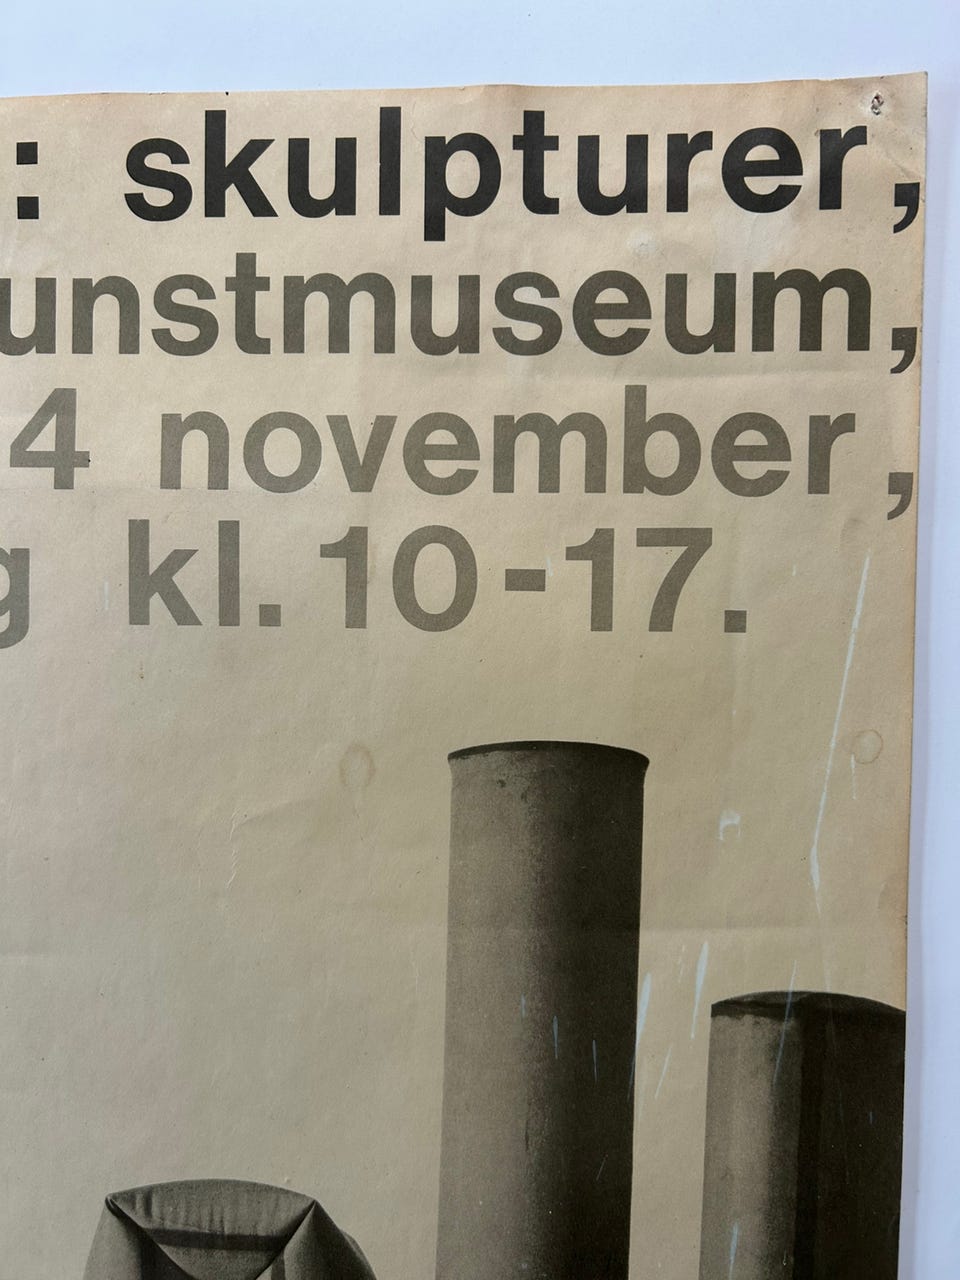 : skulpturer,
unstmuseum,
4 november,
g kl. 10-17.